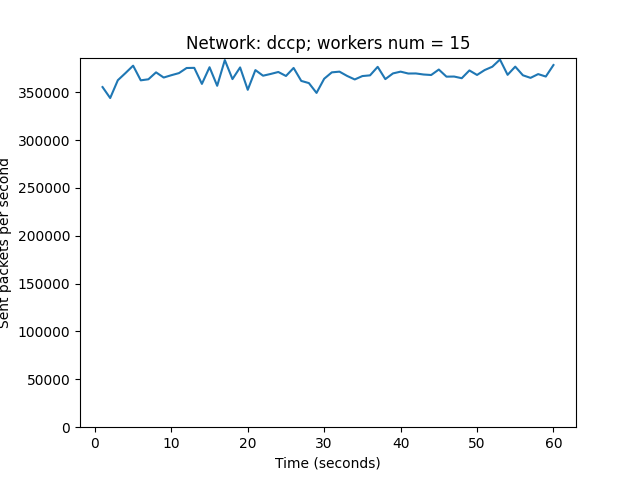 Network: dccp; workers num = 15
350000
300000
250000
200000
150000
100000
50000
0
Sent packets per second
0 10 20 30 40 50 60
Time (seconds)